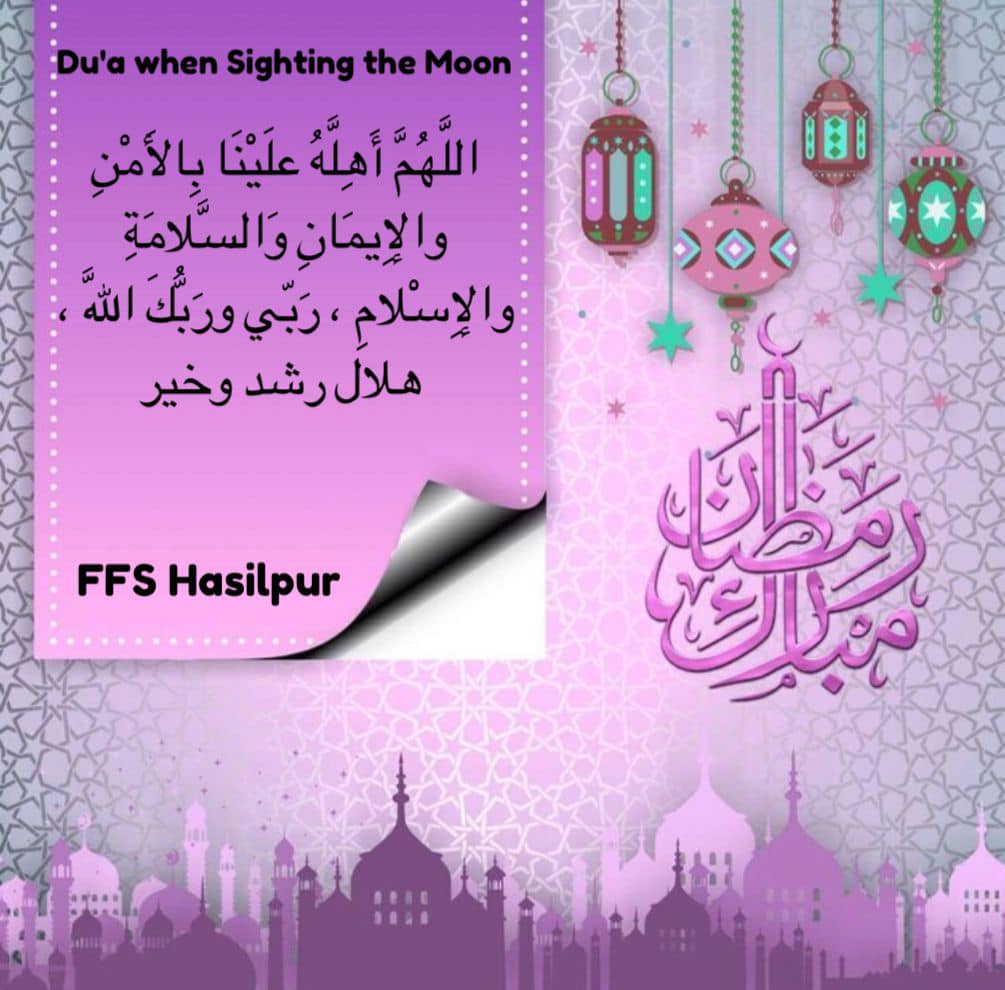 Du'a when Sighting the Moon
اللَّهُمَّ أَهِلَّهُ علَيْنَا بِالأَمْنِ
والإِيمَانِ وَالسَّلامَةِ
والإِسْلامِ ، رَبّي ورَبُّكَ اللهَّ ،
هلال رشد وخير
FFS Hasilpur
رمضان
مبارك